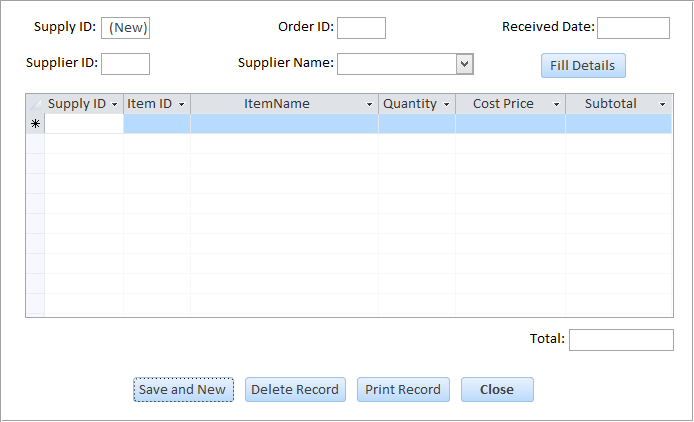 Supply ID: (New) Order ID: Received Date:
Supplier ID: Supplier Name: Fill Details
Supply ID Item ID ItemName Quantity Cost Price Subtotal
Total:
Save and New Delete Record Print Record Close